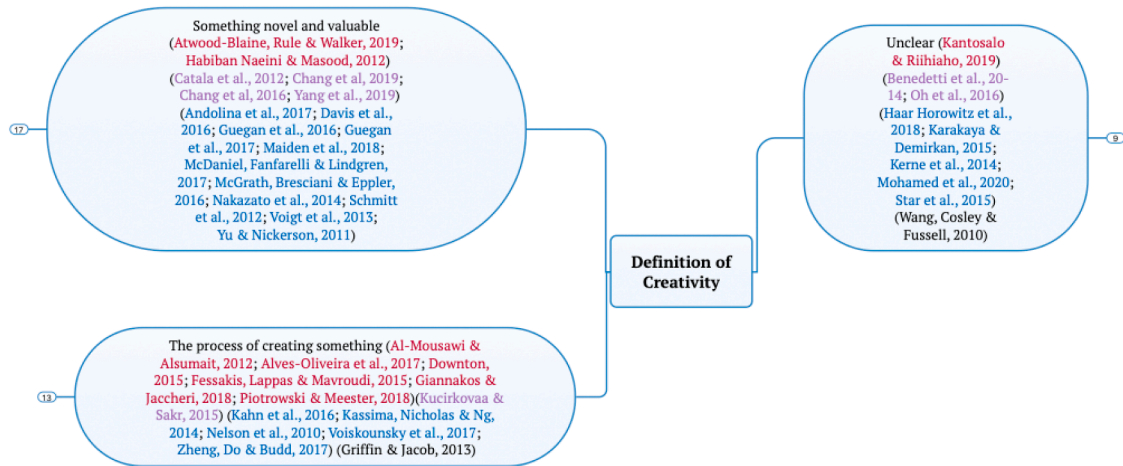 Something novel and valuable
(Atwood-Blaine, Rule & Walker, 2019;
Habiban Naeini & Masood, 2012)
(Catala et al., 2012; Chang et al, 2019;
Chang et al, 2016; Yang et al., 2019)
(Andolina et al., 2017; Davis et al.,
2016; Guegan et al., 2016; Guegan
et al., 2017; Maiden et al., 2018;
McDaniel, Fanfarelli & Lindgren,
2017; McGrath, Bresciani & Eppler,
2016; Nakazato et al., 2014; Schmitt
et al., 2012; Voigt et al., 2013;
Yu & Nickerson, 2011)
17
Unclear (Kantosalo
& Riihiaho, 2019)
(Benedetti et al., 20-
14; Oh et al., 2016)
(Haar Horowitz et al.,
2018; Karakaya &
Demirkan, 2015;
Kerne et al., 2014;
Mohamed et al., 2020;
Star et al., 2015)
(Wang, Cosley &
Fussell, 2010)
9
Definition of
Creativity
The process of creating something (Al-Mousawi &
Alsumait, 2012; Alves-Oliveira et al., 2017; Downton,
2015; Fessakis, Lappas & Mavroudi, 2015; Giannakos &
Jaccheri, 2018; Piotrowski & Meester, 2018)(Kucirkovaa &
Sakr, 2015) (Kahn et al., 2016; Kassima, Nicholas & Ng,
2014; Nelson et al., 2010; Voiskounsky et al., 2017;
Zheng, Do & Budd, 2017) (Griffin & Jacob, 2013)
13